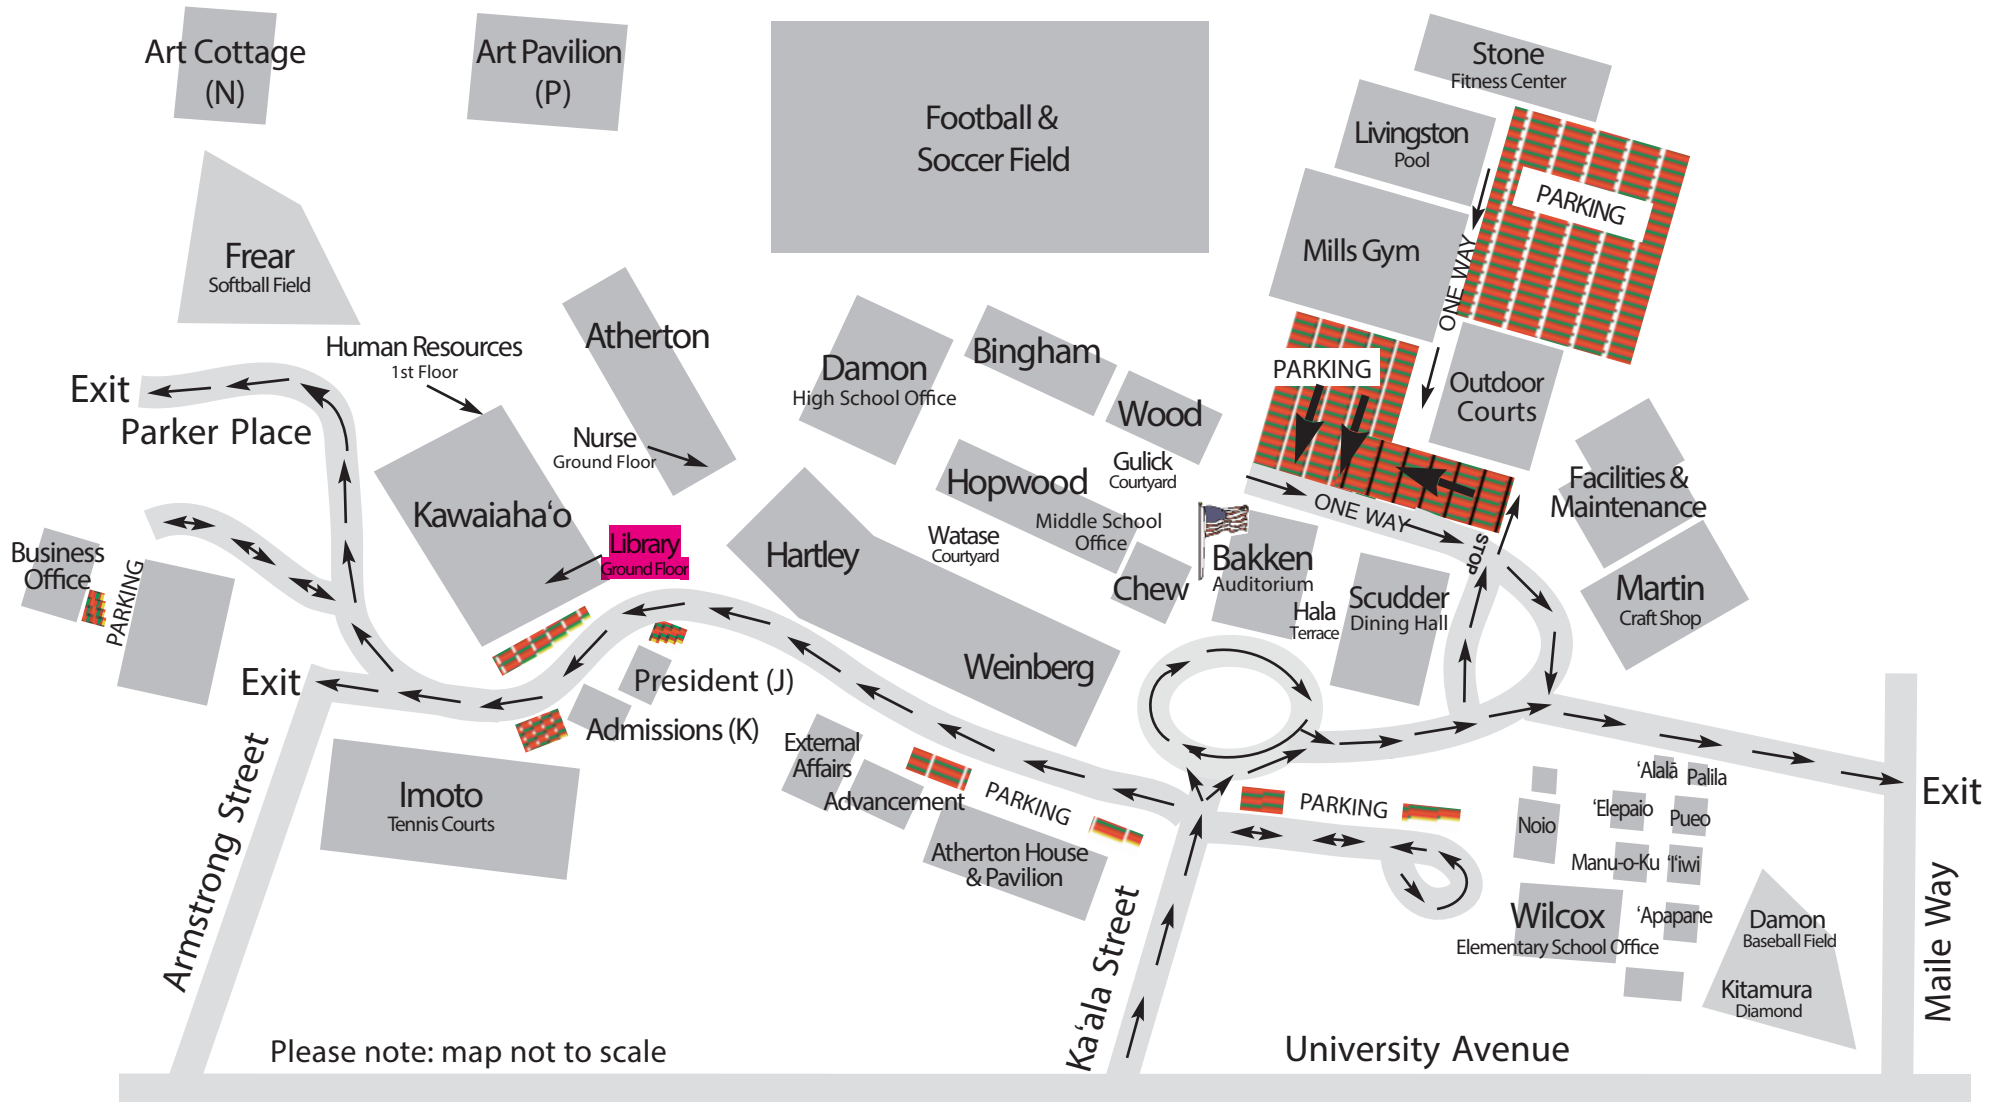 Art Cottage
(N)
Art Pavilion
(P)
Football &
Soccer Field
Stone
Fitness Center
Livingston
Pool
PARKING
Mills Gym
ONE WAY
Frear
Softball Field
Human Resources
1st Floor
Atherton
Nurse
Ground Floor
Damon
High School Office
Bingham
Wood
PARKING
Outdoor
Courts
Exit
Parker Place
Kawaiahaʻo
Library
Ground Floor
Hartley
Weinberg
Hopwood
Middle School
Office
Gulick
Courtyard
Watase
Courtyard
Chew
Bakken
Auditorium
Hala
Terrace
Scudder
Dining Hall
ONE WAY
STOP
Facilities &
Maintenance
Martin
Craft Shop
Business
Office
PARKING
Exit
President (J)
Admissions (K)
Imoto
Tennis Courts
External
Affairs
Advancement
PARKING
Atherton House
& Pavilion
PARKING
ʻAlalā
Palila
ʻElepaio
Pueo
Noio
Manu-o-Ku
ʻIʻiwi
Wilcox
Elementary School Office
ʻApapane
Damon
Baseball Field
Kitamura
Diamond
Exit
Maile Way
Armstrong Street
Kaʻala Street
University Avenue
Please note: map not to scale